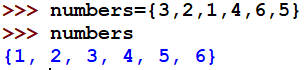 >>> numbers={3,2,1,4,6,5}
>>> numbers
{1, 2, 3, 4, 5, 6}